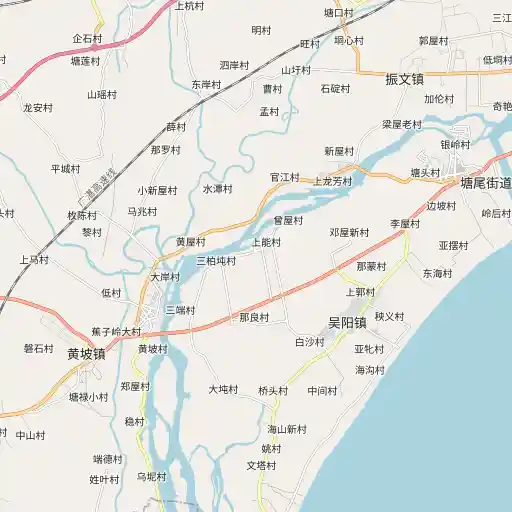 上杭村
塘口村
三江
明村
企石村
旺村
坰心村
郭屋村
塘莲村
泗岸村
山圩村
低垌村
东岸村
曹村
石碇村
振文镇
山瑶村
加伦村
龙安村
孟村
奇艳
薛村
梁屋老村
那罗村
新屋村
银岭村
平城村
广湛高速线
官江村
塘头村
小新屋村
水潭村
上龙芳村
塘尾街道
枚陈村
马兆村
边坡村
曾屋村
岭后村
黎村
李屋村
黄屋村
上能村
邓屋新村
亚摆村
上马村
三柏坉村
那蒙村
大岸村
东海村
低村
上郭村
三端村
那良村
吴阳镇
秧义村
蕉子岭大村
磐石村
黄坡镇
黄坡村
白沙村
亚牝村
海沟村
郑屋村
大坉村
桥头村
中间村
塘禄小村
稳村
海山新村
中山村
姚村
端德村
文塔村
姓叶村
乌坭村